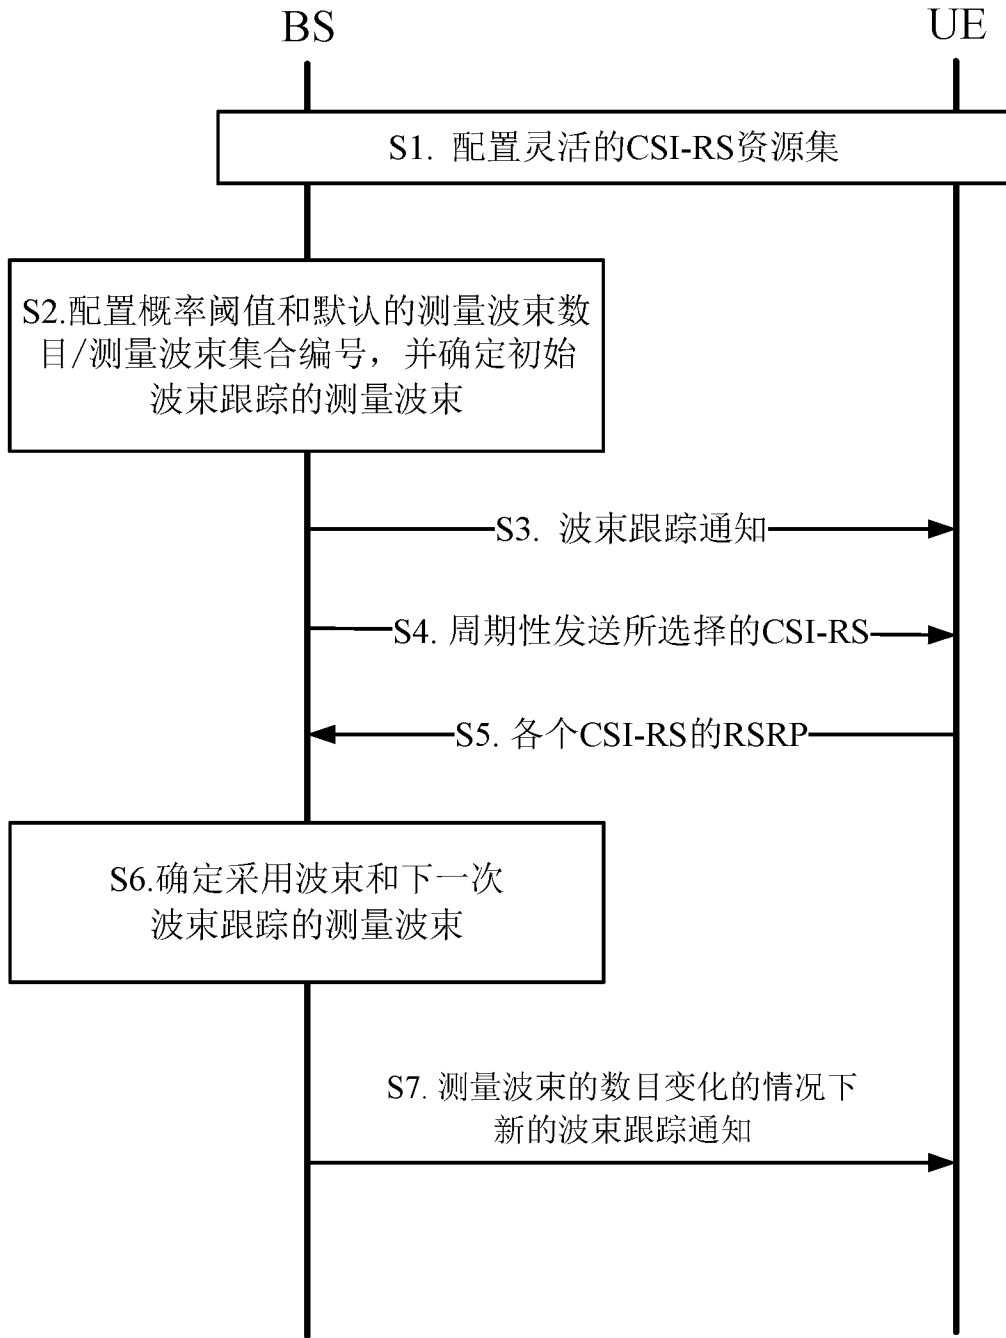 BS
UE
S1. 配置灵活的CSI-RS资源集
S2.配置概率阈值和默认的测量波束数
目/测量波束集合编号，并确定初始
波束跟踪的测量波束
S3. 波束跟踪通知
S4. 周期性发送所选择的CSI-RS
S5. 各个CSI-RS的RSRP
S6.确定采用波束和下一次
波束跟踪的测量波束
S7. 测量波束的数目变化的情况下
新的波束跟踪通知